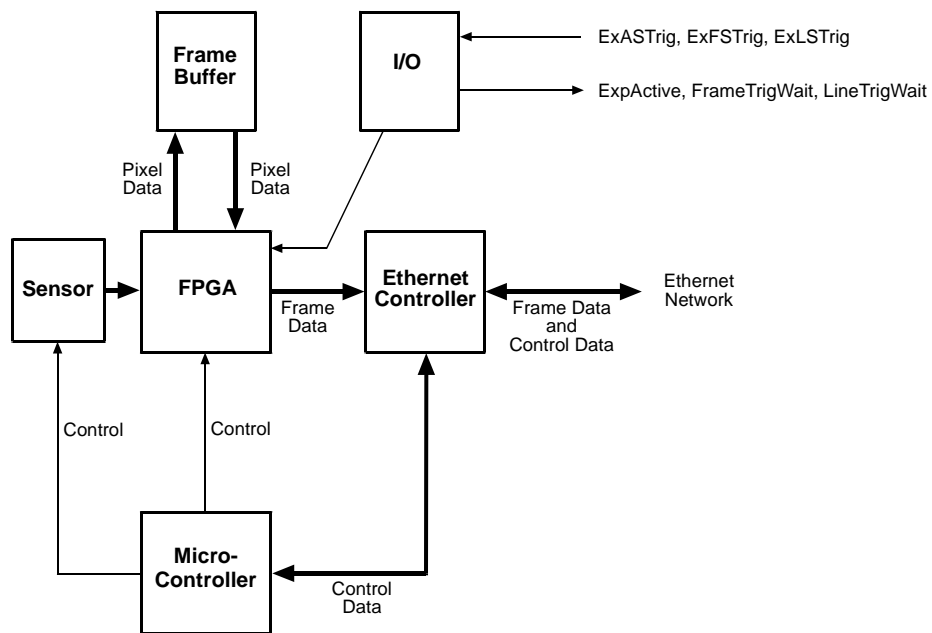 Frame
Buffer
I/O
ExASTrig, ExFSTrig, ExLSTrig
ExpActive, FrameTrigWait, LineTrigWait
Pixel
Data
Pixel
Data
Sensor
FPGA
Ethernet
Controller
Frame
Data
Frame Data
and
Control Data
Ethernet
Network
Control
Control
Micro-
Controller
Control
Data